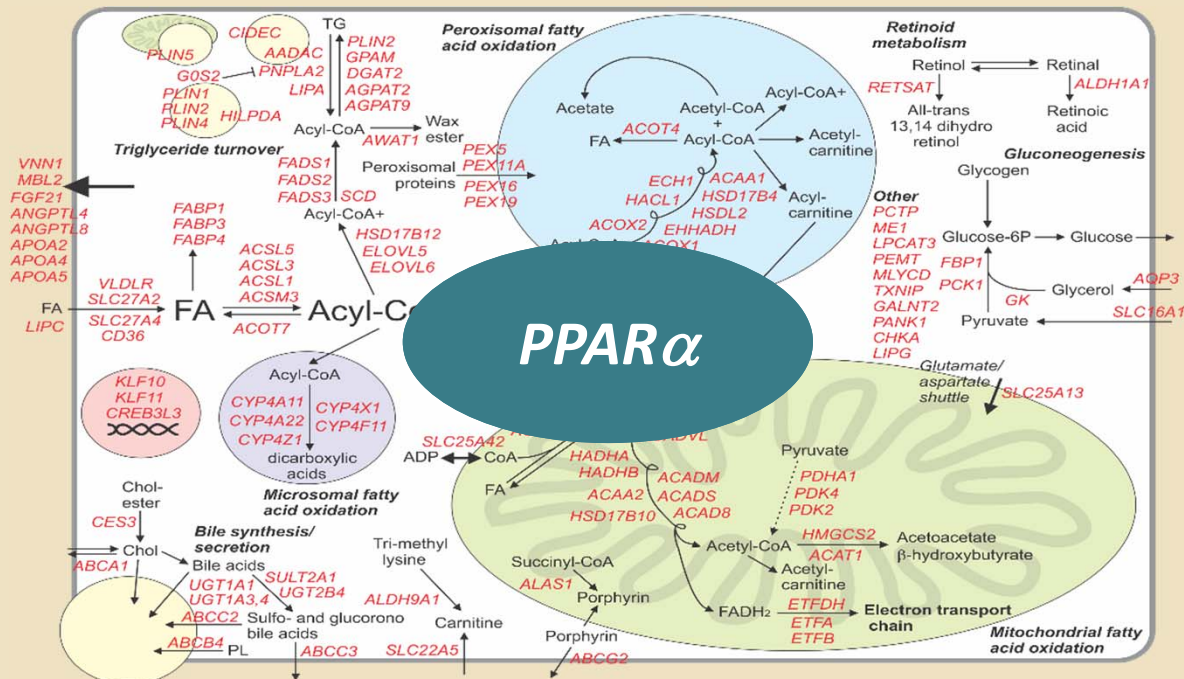 TG
CIDEC
PLIN5
AADAC
G0S2
PNPLA2
LIPA
PLIN2
GPAM
DGAT2
AGPAT2
AGPAT9
PLIN1
PLIN2
PLIN4
HILPDA
Triglyceride turnover
Acyl-CoA
AWAT1
Wax
ester
FADS1
FADS2
FADS3
SCD
Acyl-CoA+
HSD17B12
ELOVL5
ELOVL6
Peroxisomal
proteins
PEX5
PEX11A
PEX16
PEX19
Peroxisomal fatty
acid oxidation
Acetate
Acetyl-CoA
+
Acyl-CoA
Acyl-CoA+
FA
ACOT4
Acetyl-
carnitine
Acyl-
carnitine
ECH1
HACL1
ACOX2
ACAA1
HSD17B4
HSDL2
EHHADH
ACOX1
Retinoid
metabolism
Retinol
Retinal
RETSAT
ALDH1A1
All-trans
13,14 dihydro
retinol
Retinoic
acid
Gluconeogenesis
Glycogen
Glucose-6P
Glucose
FBP1
PCK1
GK
Glycerol
AQP3
Pyruvate
SLC16A1
Other
PCTP
ME1
LPCAT3
PEMT
MLYCD
TXNIP
GALNT2
PANK1
CHKA
LIPG
Glutamate/
aspartate
shuttle
SLC25A13
VNN1
MBL2
FGF21
ANGPTL4
ANGPTL8
APOA2
APOA4
APOA5
FABP1
FABP3
FABP4
VLDLR
SLC27A2
FA
LIPC
SLC27A4
CD36
FA
ACSL5
ACSL3
ACSL1
ACSM3
ACOT7
PPARα
KLF10
KLF11
CREB3L3
Acyl-CoA
CYP4A11
CYP4A22
CYP4Z1
CYP4X1
CYP4F11
dicarboxylic
acids
Microsomal fatty
acid oxidation
SLC25A42
ADP
CoA
FA
HADHA
HADHB
ACAA2
HSD17B10
ACADM
ACADS
ACAD8
Pyruvate
PDHA1
PDK4
PDK2
Acetyl-CoA
HMGCS2
ACAT1
Acetoacetate
β-hydroxybutyrate
Acetyl-
carnitine
FADH2
ETFDH
ETFA
ETFB
Electron transport
chain
Mitochondrial fatty
acid oxidation
Succinyl-CoA
ALAS1
Porphyrin
Porphyrin
ABCG2
Chol-
ester
CES3
Chol
ABCA1
Bile synthesis/
secretion
Bile acids
UGT1A1
UGT1A3,4
SULT2A1
UGT2B4
ABCC2
Sulfo- and glucorono
bile acids
ABCB4
PL
ABCC3
Tri-methyl
lysine
ALDH9A1
Carnitine
SLC22A5